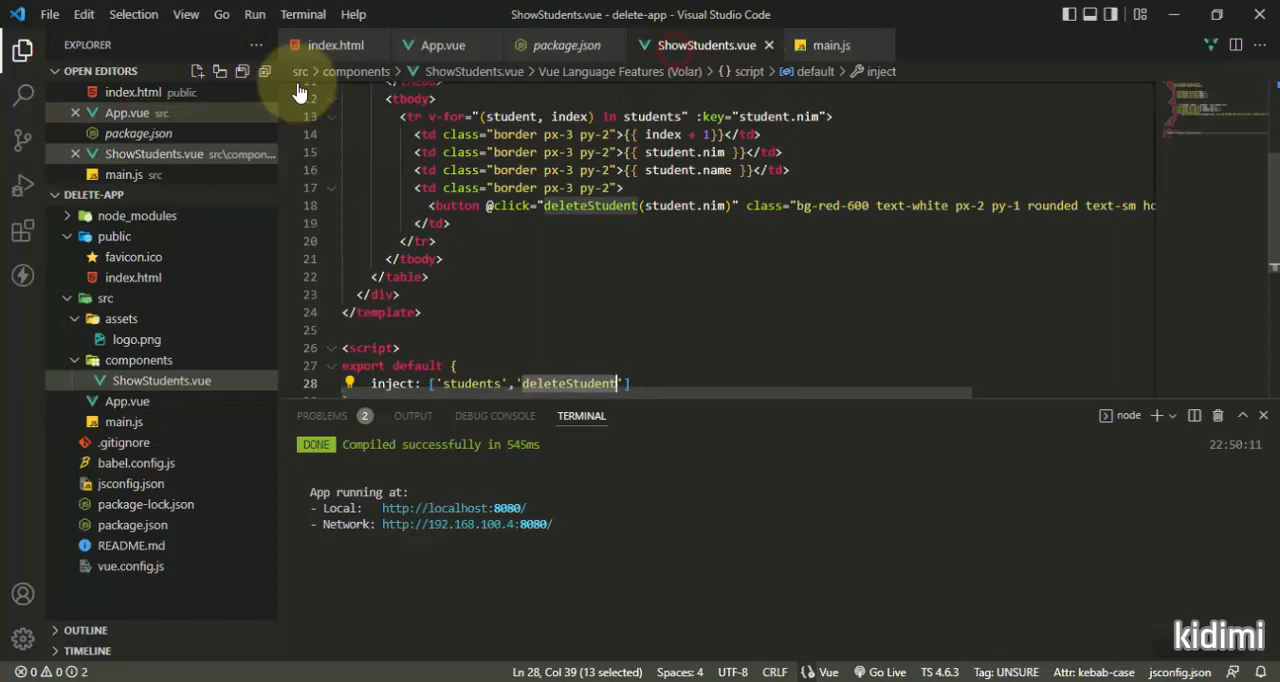 File Edit Selection View Go Run Terminal Help ShowStudents.vue - delete-app - Visual Studio Code
EXPLORER
OPEN EDITORS
index.html public
App.vue src
package.json
ShowStudents.vue src\compon...
main.js src
DELETE-APP
node_modules
public
favicon.ico
index.html
src
assets
logo.png
components
ShowStudents.vue
App.vue
main.js
.gitignore
babel.config.js
jsconfig.json
package-lock.json
package.json
README.md
vue.config.js
OUTLINE
TIMELINE
index.html App.vue package.json ShowStudents.vue main.js
src > components > ShowStudents.vue > Vue Language Features (Volar) > {} script > default > inject
12 <tbody>
13 <tr v-for="(student, index) in students" :key="student.nim">
14 <td class="border px-3 py-2">{{ index + 1}}</td>
15 <td class="border px-3 py-2">{{ student.nim }}</td>
16 <td class="border px-3 py-2">{{ student.name }}</td>
17 <td class="border px-3 py-2">
18 <button @click="deleteStudent(student.nim)" class="bg-red-600 text-white px-2 py-1 rounded text-sm ho
19 </td>
20 </tr>
21 </tbody>
22 </table>
23 </div>
24 </template>
25
26 <script>
27 export default {
28 inject: ['students','deleteStudent']
PROBLEMS 2 OUTPUT DEBUG CONSOLE TERMINAL node
DONE Compiled successfully in 545ms 22:50:11
App running at:
- Local: http://localhost:8080/
- Network: http://192.168.100.4:8080/
kidimi
0 0 2 Ln 28, Col 39 (13 selected) Spaces: 4 UTF-8 CRLF Vue Go Live TS 4.6.3 Tag: UNSURE Attr: kebab-case jsconfig.json